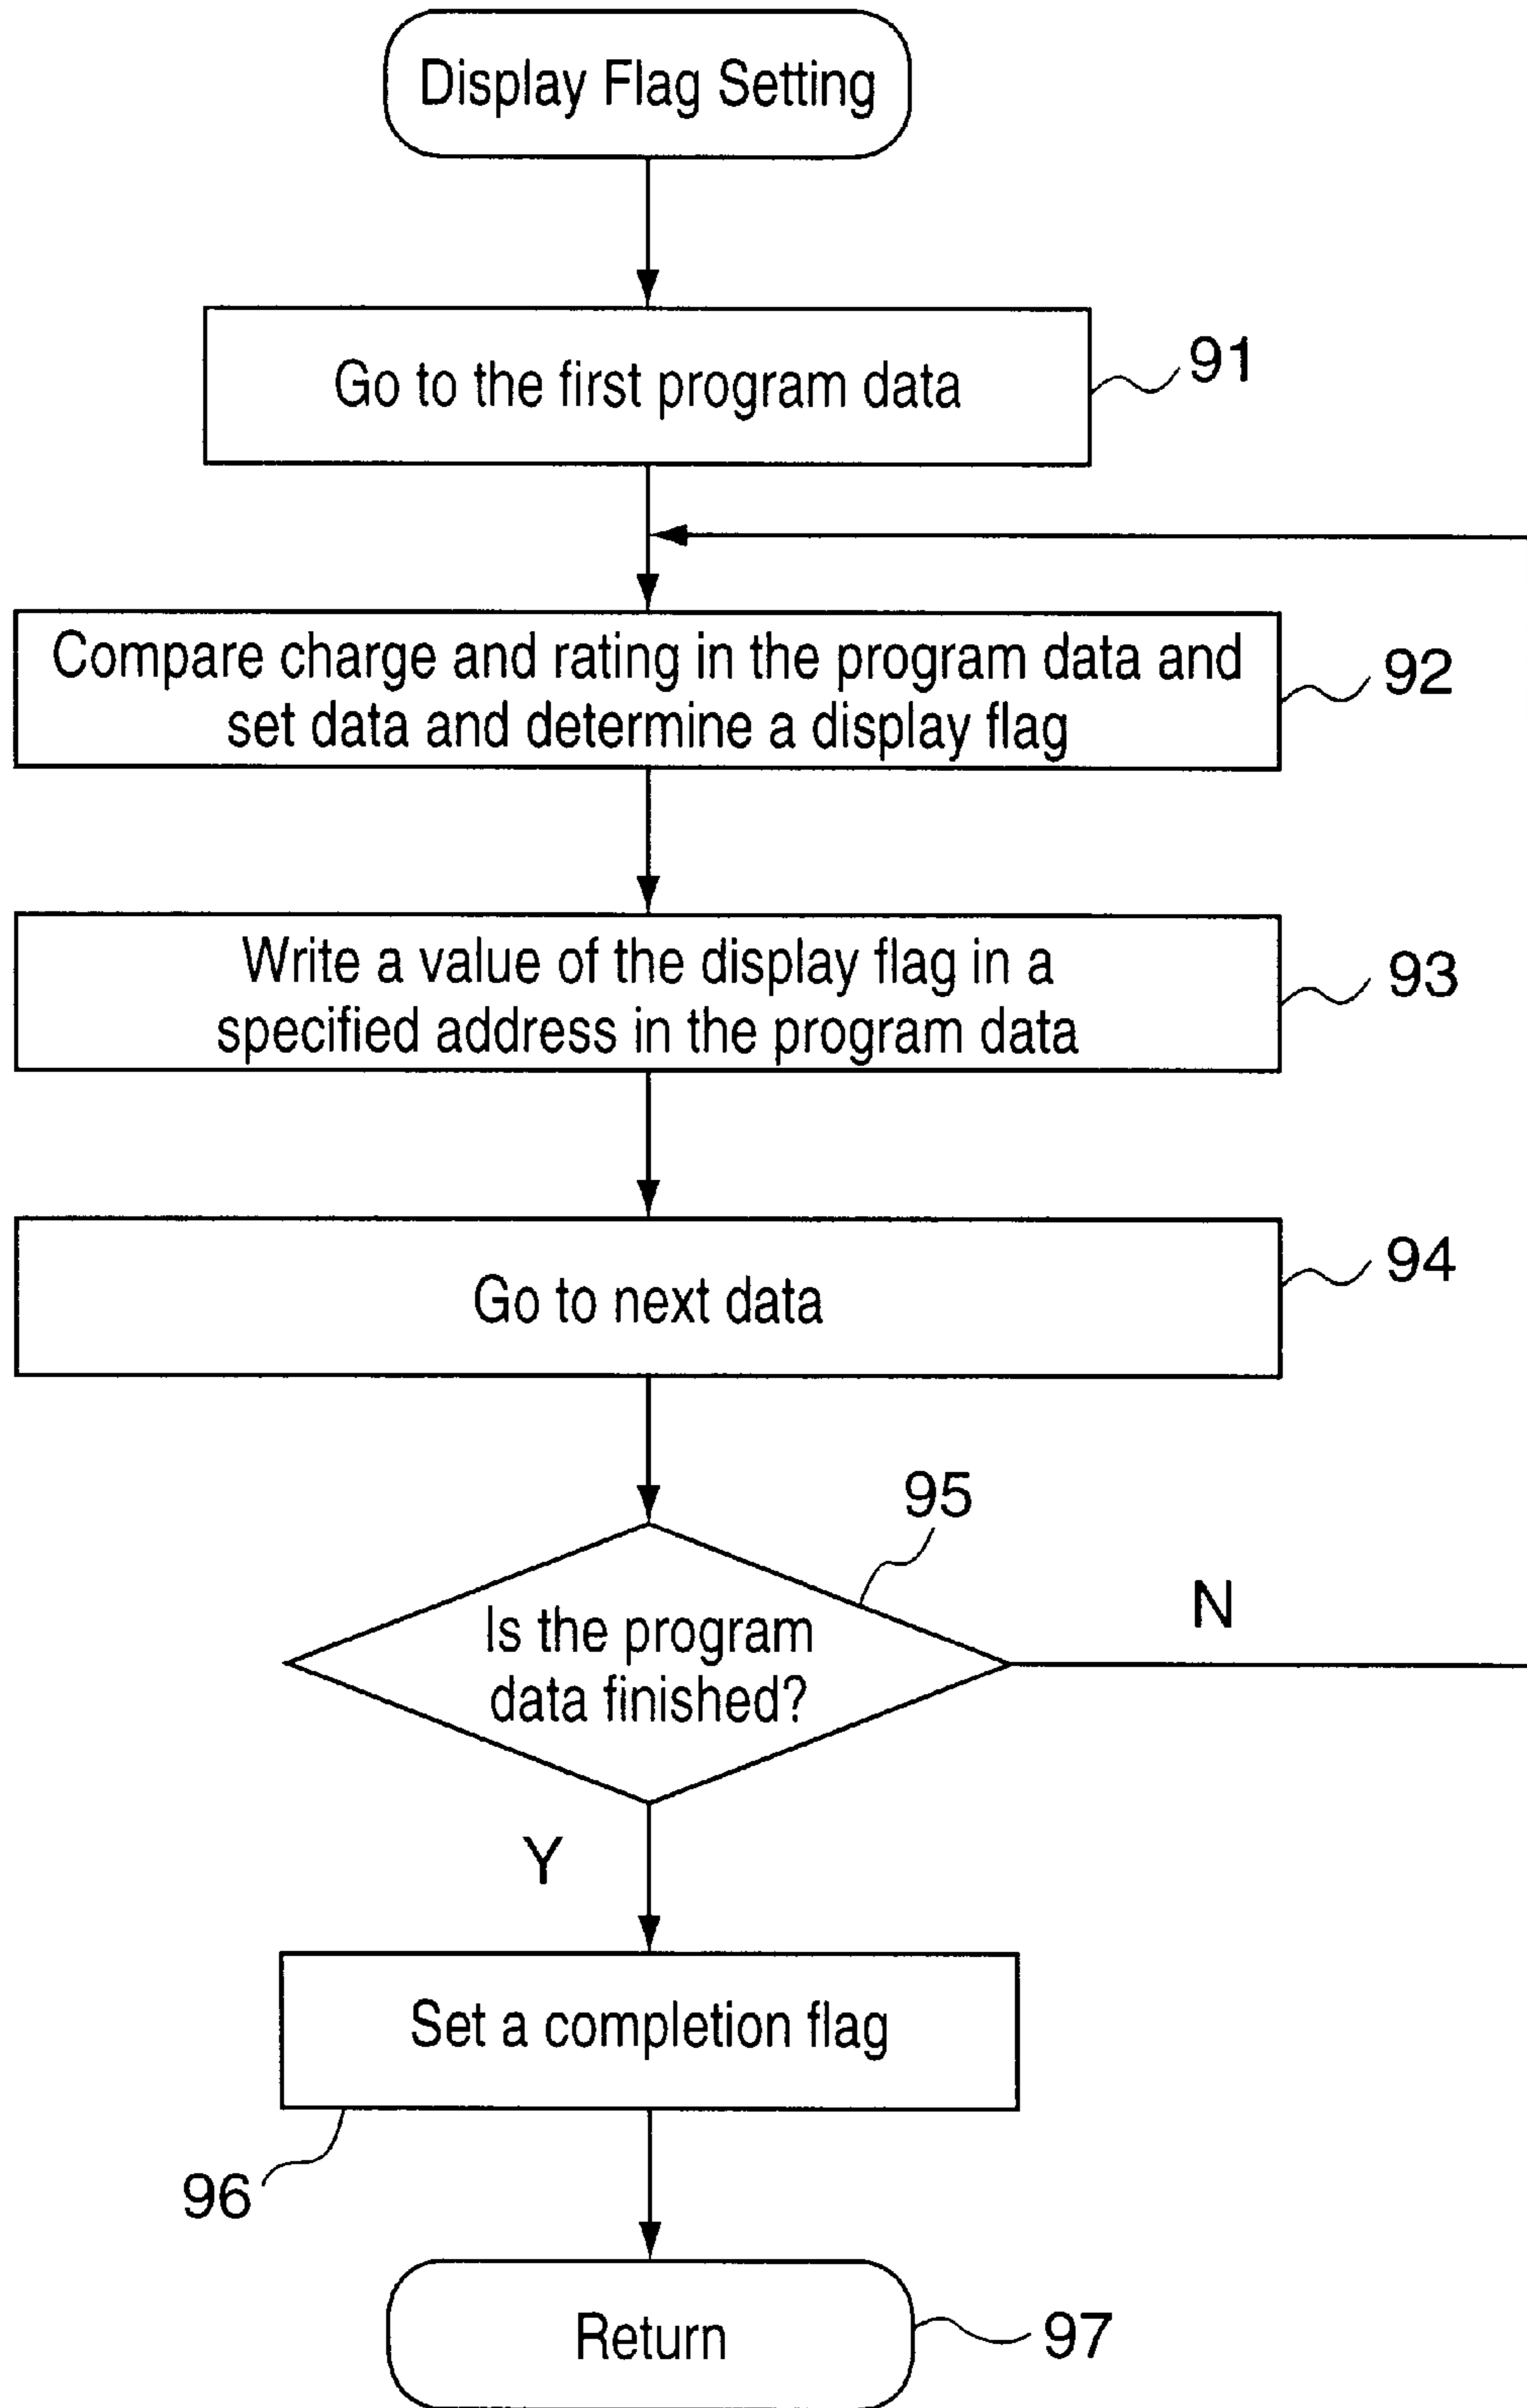 Display Flag Setting
Go to the first program data
91
Compare charge and rating in the program data and
set data and determine a display flag
92
Write a value of the display flag in a
specified address in the program data
93
Go to next data
94
95
Is the program
data finished?
N
Y
Set a completion flag
96
Return
97